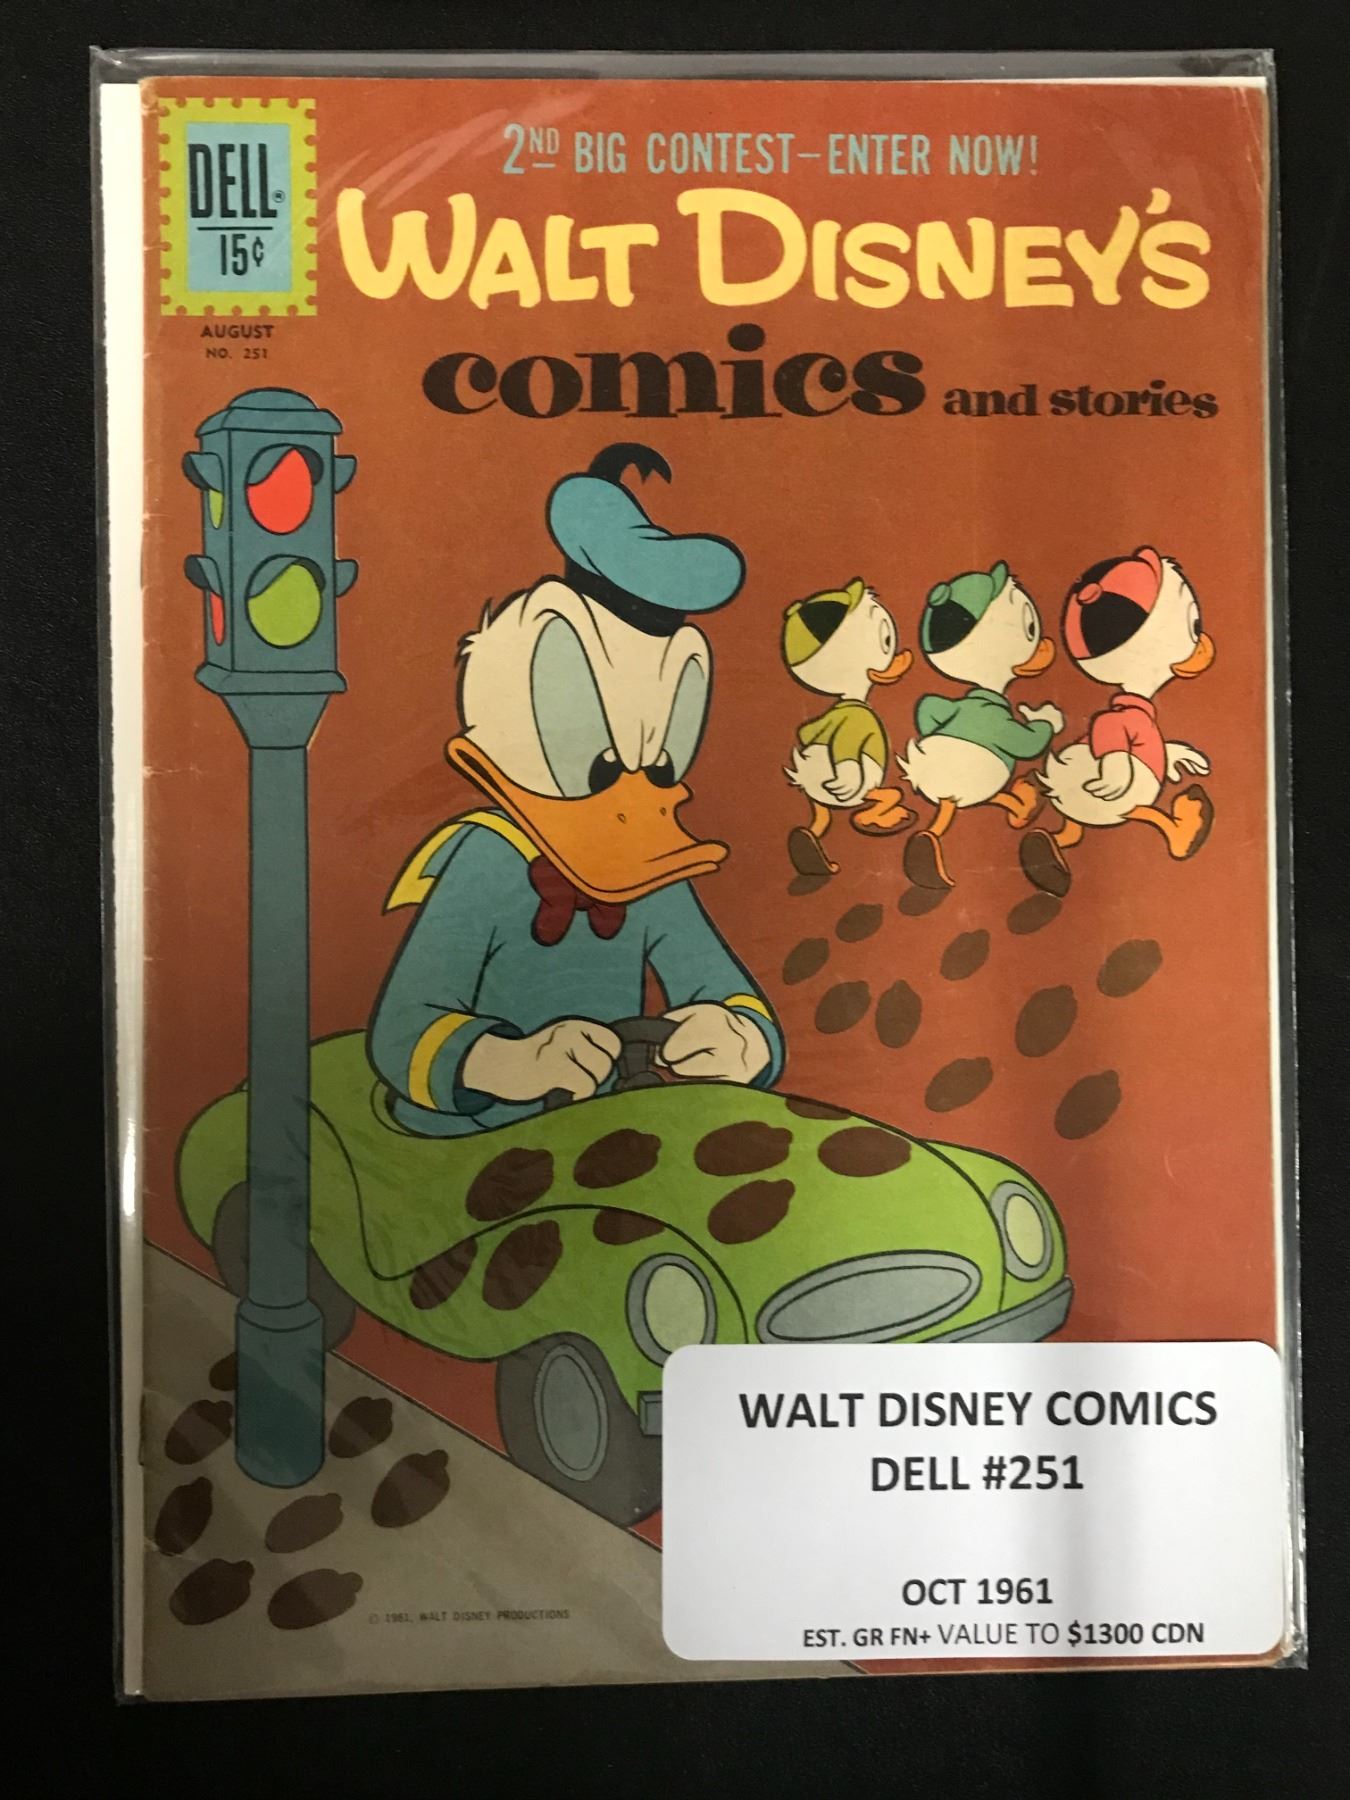 DELL®
15¢
AUGUST
NO. 251
2ND BIG CONTEST-ENTER NOW!
WALT DISNEY'S
comics and stories
© 1961, WALT DISNEY PRODUCTIONS
WALT DISNEY COMICS
DELL #251
OCT 1961
EST. GR FN+ VALUE TO $1300 CDN